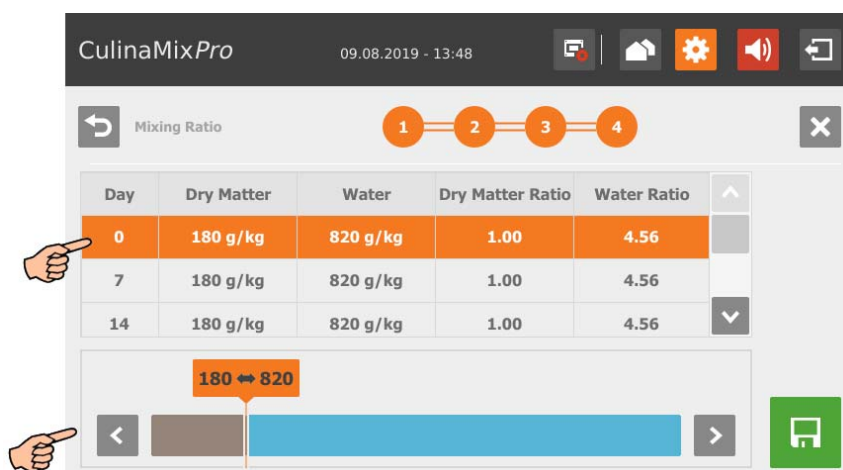 CulinaMixPro 09.08.2019 - 13:48
Mixing Ratio 1 2 3 4
Day Dry Matter Water Dry Matter Ratio Water Ratio
0 180 g/kg 820 g/kg 1.00 4.56
7 180 g/kg 820 g/kg 1.00 4.56
14 180 g/kg 820 g/kg 1.00 4.56
180 ⬌ 820